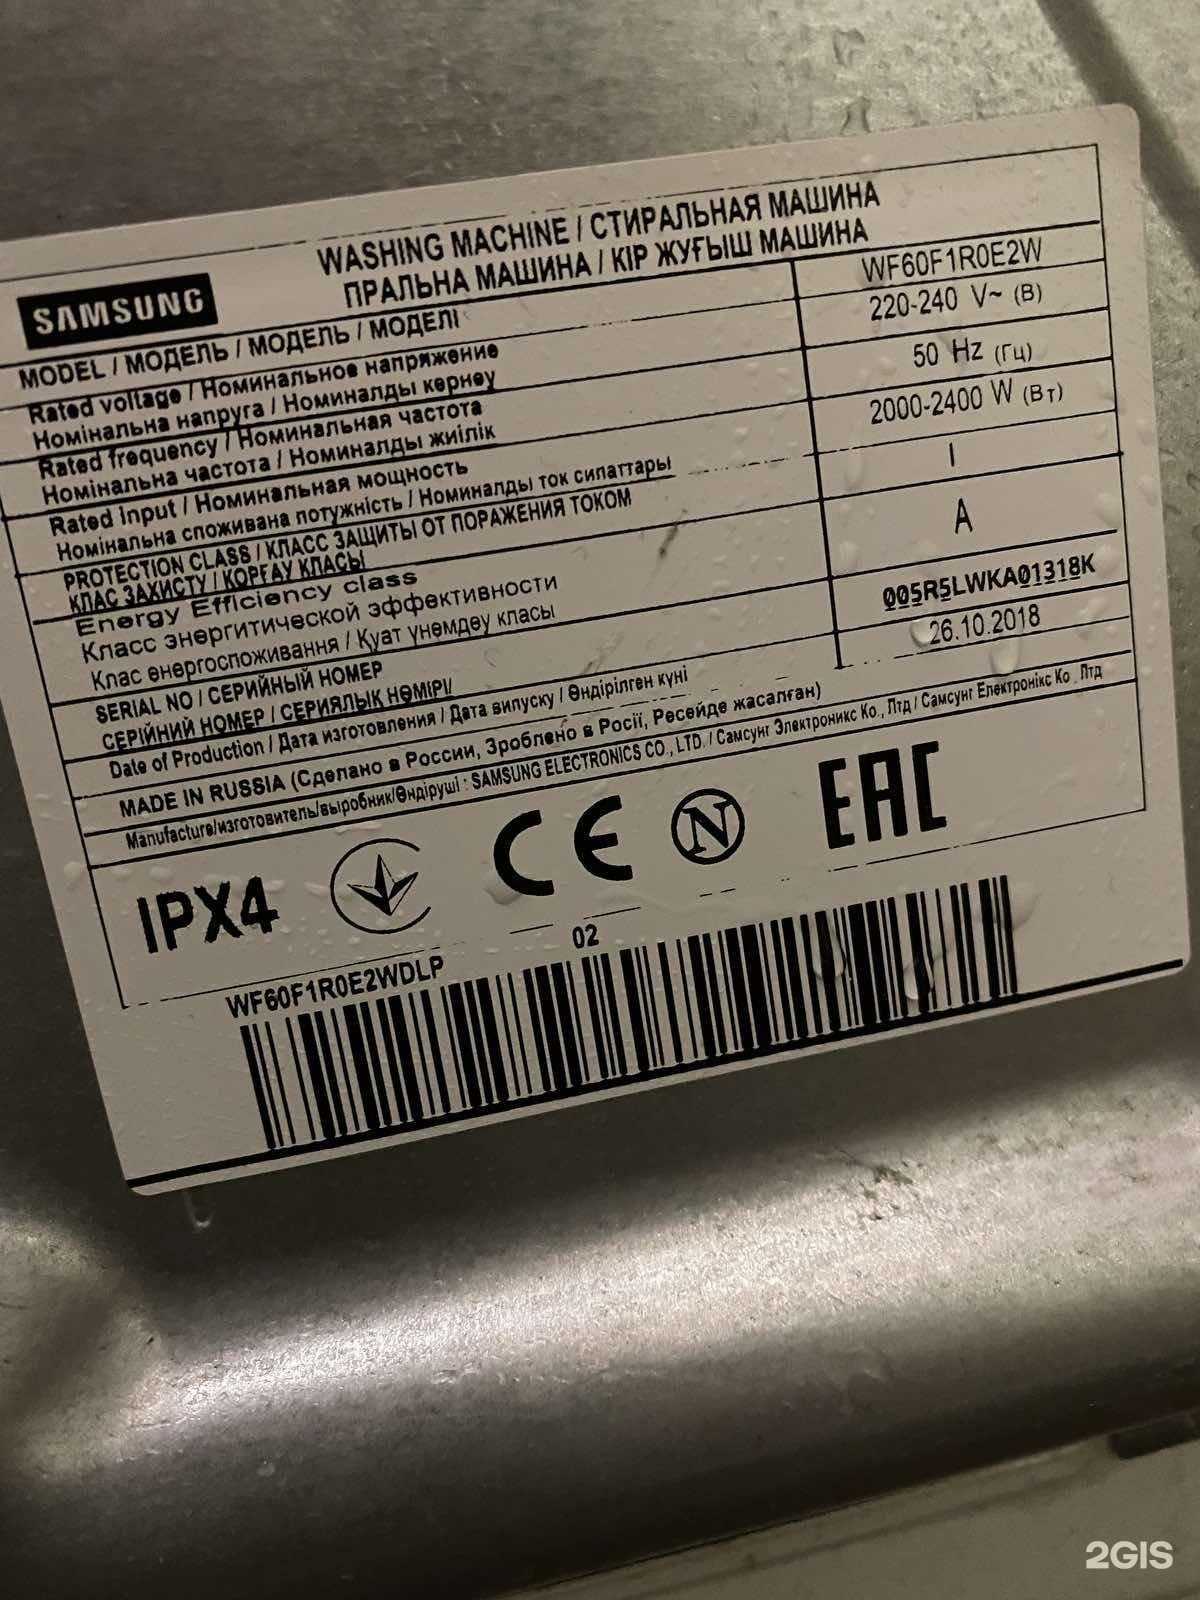 WASHING MACHINE / СТИРАЛЬНАЯ МАШИНА
ПРАЛЬНА МАШИНА / КІР ЖУҒЫШ МАШИНА
SAMSUNG
MODEL / МОДЕЛЬ / МОДЕЛЬ / МОДЕЛІ
WF60F1R0E2W
Rated voltage / Номинальное напряжение
Номінальна напруга / Номиналды кернеу
220-240 V~ (В)
Rated frequency / Номинальная частота
Номінальна частота / Номиналды жиілік
50 Hz (Гц)
Rated Input / Номинальная мощность
Номінальна споживана потужність / Номиналды ток сипаттары
2000-2400 W (Вт)
PROTECTION CLASS / КЛАСС ЗАЩИТЫ ОТ ПОРАЖЕНИЯ ТОКОМ
КЛАС ЗАХИСТУ / ҚОРҒАУ КЛАСЫ
I
Energy Efficiency class
Класс энергитической эффективности
Клас енергоспоживання / Қуат үнемдеу класы
A
SERIAL NO / СЕРИЙНЫЙ НОМЕР
СЕРІЙНИЙ НОМЕР / СЕРИЯЛЫҚ НӨМІРІ/
005R5LWKA01318K
Date of Production / Дата изготовления / Дата випуску / Өндірілген күні
26.10.2018
MADE IN RUSSIA (Сделано в России, Зроблено в Росії, Ресейде жасалған)
Manufacture/изготовитель/выробник/Өндіруші : SAMSUNG ELECTRONICS CO., LTD. / Самсунг Электроникс Ко., Лтд / Самсунг Електронікс Ко . Лтд
IPX4
CE
N
EAC
02
WF60F1R0E2WDLP
2GIS